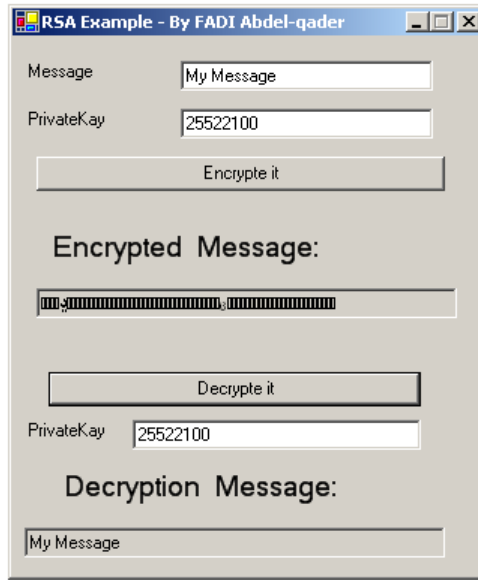 RSA Example - By FADI Abdel-qader
Message My Message
PrivateKay 25522100
Encrypte it
Encrypted Message:
Decrypte it
PrivateKay 25522100
Decryption Message:
My Message